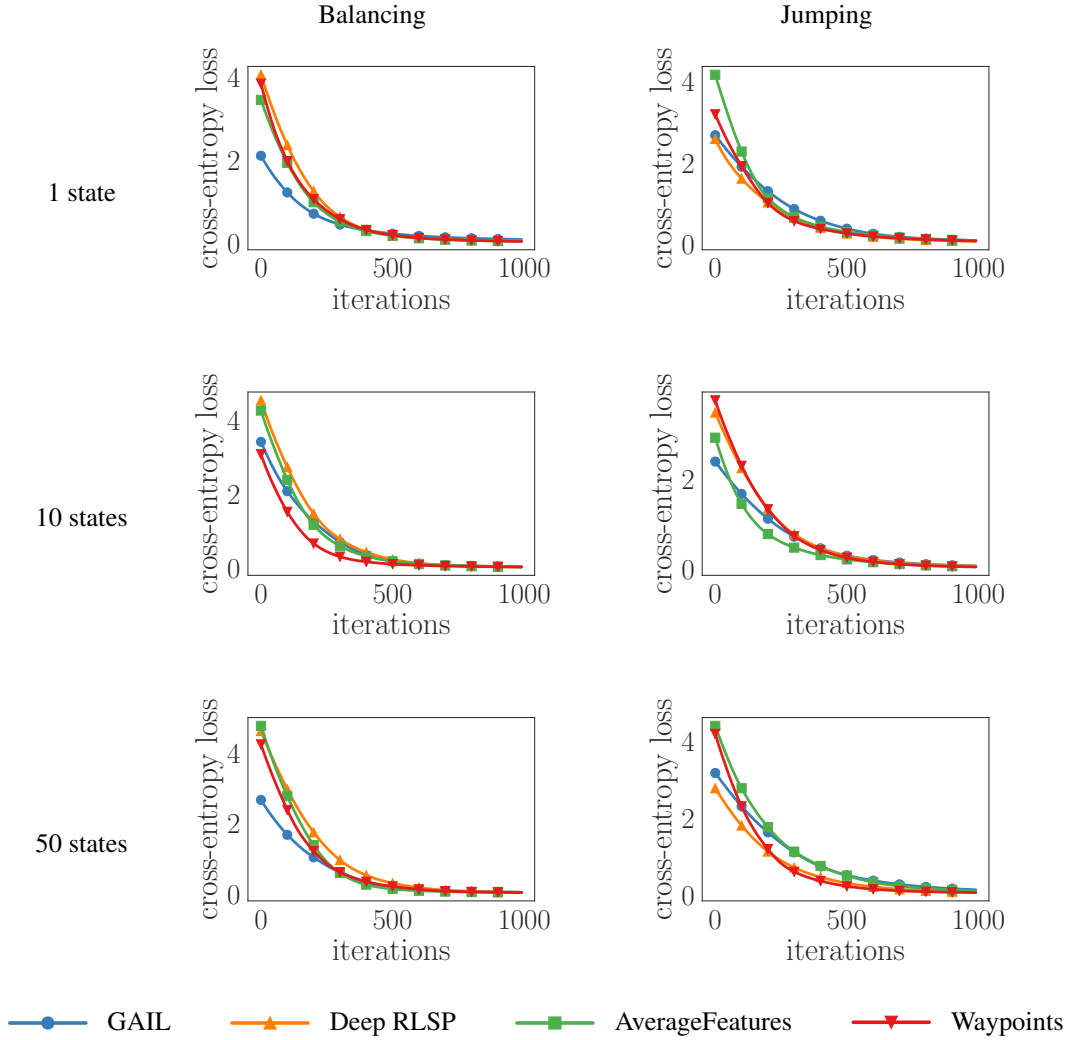 Balancing Jumping
1 state
cross-entropy loss
4
2
0
0 500 1000
iterations
cross-entropy loss
4
2
0
0 500 1000
iterations
10 states
cross-entropy loss
4
2
0
0 500 1000
iterations
cross-entropy loss
2
0
0 500 1000
iterations
50 states
cross-entropy loss
4
2
0
0 500 1000
iterations
cross-entropy loss
4
2
0
0 500 1000
iterations
GAIL Deep RLSP AverageFeatures Waypoints